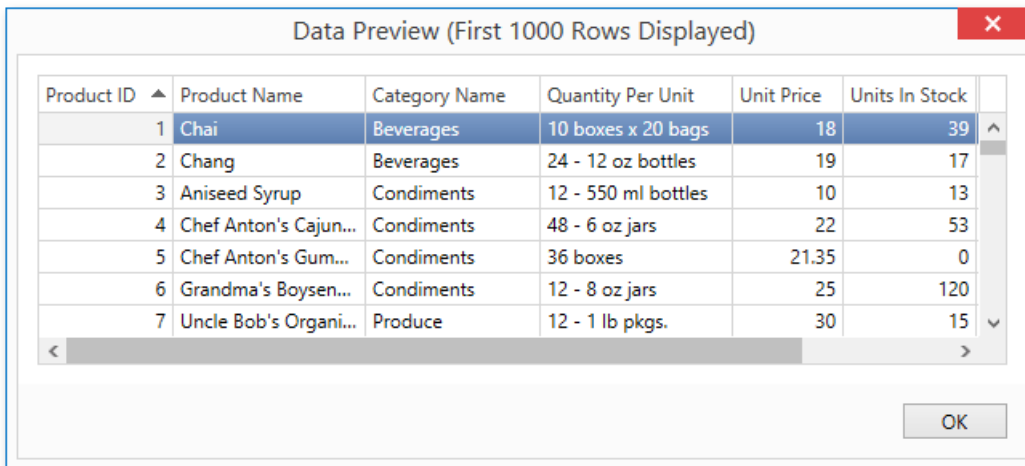 Data Preview (First 1000 Rows Displayed)
Product ID Product Name Category Name Quantity Per Unit Unit Price Units In Stock
1 Chai Beverages 10 boxes x 20 bags 18 39
2 Chang Beverages 24 - 12 oz bottles 19 17
3 Aniseed Syrup Condiments 12 - 550 ml bottles 10 13
4 Chef Anton's Cajun... Condiments 48 - 6 oz jars 22 53
5 Chef Anton's Gum... Condiments 36 boxes 21.35 0
6 Grandma's Boysen... Condiments 12 - 8 oz jars 25 120
7 Uncle Bob's Organi... Produce 12 - 1 lb pkgs. 30 15
OK